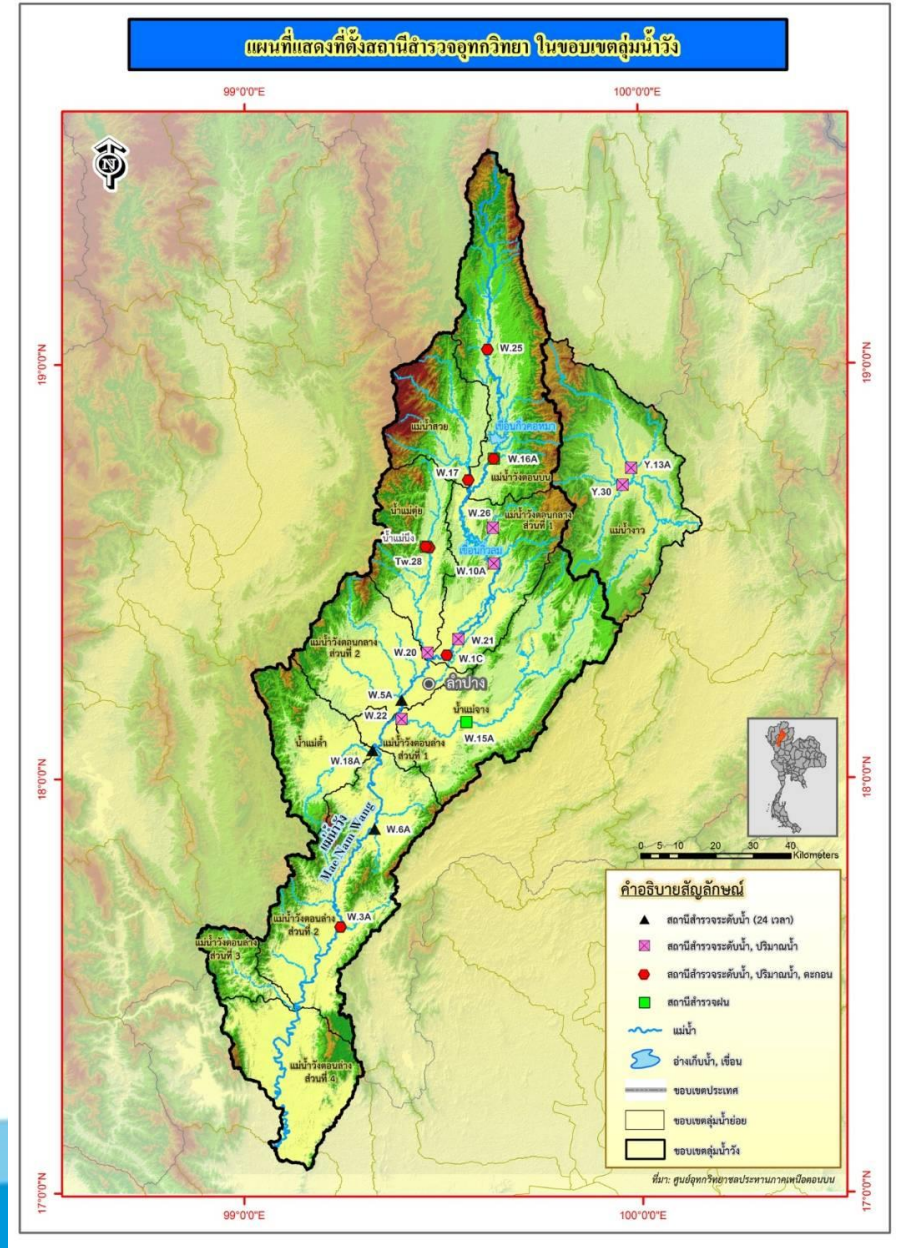 แผนที่แสดงที่ตั้งสถานีสำรวจอุทกวิทยา ในขอบเขตลุ่มน้ำวัง
99°0'0"E
100°0'0"E
N
19°0'0"N
19°0'0"N
W.25
แม่น้ำสวย
เขื่อนกิ่วคอหมา
W.16A
แม่น้ำวังตอนบน
W.17
Y.13A
Y.30
น้ำแม่ตุ๋ย
W.26
แม่น้ำวังตอนกลาง
ส่วนที่ 1
แม่น้ำงาว
น้ำแม่นึง
Tw.28
เขื่อนกิ่วลม
W.10A
แม่น้ำวังตอนกลาง
ส่วนที่ 2
W.21
W.20
W.1C
ลำปาง
W.5A
น้ำแม่จาง
W.22
W.15A
น้ำแม่ต๋ำ
แม่น้ำวังตอนล่าง
ส่วนที่ 1
W.18A
18°0'0"N
18°0'0"N
แม่น้ำวัง
Mae Nam Wang
W.6A
0 5 10 20 30 40
Kilometers
แม่น้ำวังตอนล่าง
ส่วนที่ 2
W.3A
แม่น้ำวังตอนล่าง
ส่วนที่ 3
แม่น้ำวังตอนล่าง
ส่วนที่ 4
คำอธิบายสัญลักษณ์
สถานีสำรวจระดับน้ำ (24 เวลา)
สถานีสำรวจระดับน้ำ, ปริมาณน้ำ
สถานีสำรวจระดับน้ำ, ปริมาณน้ำ, ตะกอน
สถานีสำรวจฝน
แม่น้ำ
อ่างเก็บน้ำ, เขื่อน
ขอบเขตประเทศ
ขอบเขตลุ่มน้ำย่อย
ขอบเขตลุ่มน้ำวัง
ที่มา: ศูนย์อุทกวิทยาชลประทานภาคเหนือตอนบน
17°0'0"N
17°0'0"N
99°0'0"E
100°0'0"E